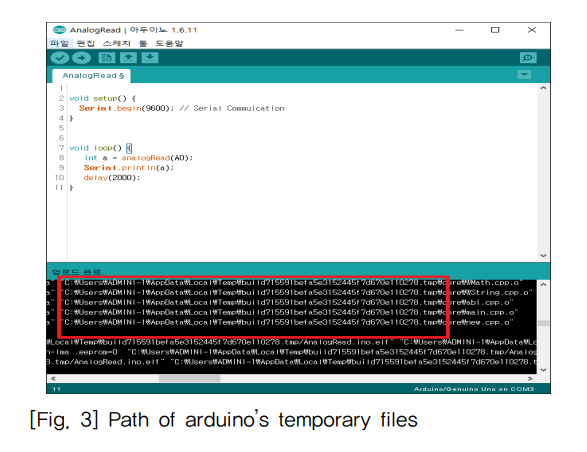 AnalogRead | 아두이노 1.6.11
파일 편집 스케치 툴 도움말
AnalogRead §
1
2 void setup() {
3 Serial.begin(9600); // Serial Commuication
4 }
5
6
7 void loop() {
8 int a = analogRead(A0);
9 Serial.println(a);
10 delay(2000);
11 }
업로드 완료
a" "C:₩Users₩ADMINI~1₩AppData₩Local₩Temp₩build715591befa5e3152445f7d670e110278.tmp₩core₩WMath.cpp.o"
a" "C:₩Users₩ADMINI~1₩AppData₩Local₩Temp₩build715591befa5e3152445f7d670e110278.tmp₩core₩WString.cpp.o"
a" "C:₩Users₩ADMINI~1₩AppData₩Local₩Temp₩build715591befa5e3152445f7d670e110278.tmp₩core₩abi.cpp.o"
a" "C:₩Users₩ADMINI~1₩AppData₩Local₩Temp₩build715591befa5e3152445f7d670e110278.tmp₩core₩main.cpp.o"
a" "C:₩Users₩ADMINI~1₩AppData₩Local₩Temp₩build715591befa5e3152445f7d670e110278.tmp₩core₩new.cpp.o"
₩Local₩Temp₩build715591befa5e3152445f7d670e110278.tmp/AnalogRead.ino.elf" "C:₩Users₩ADMINI~1₩AppData₩Lo
n-lma .eeprom=0 "C:₩Users₩ADMINI~1₩AppData₩Local₩Temp₩build715591befa5e3152445f7d670e110278.tmp/Analog
3.tmp/AnalogRead.ino.elf" "C:₩Users₩ADMINI~1₩AppData₩Local₩Temp₩build715591befa5e3152445f7d670e110278.t
11 Arduino/Genuino Uno on COM3
[Fig. 3] Path of arduino's temporary files